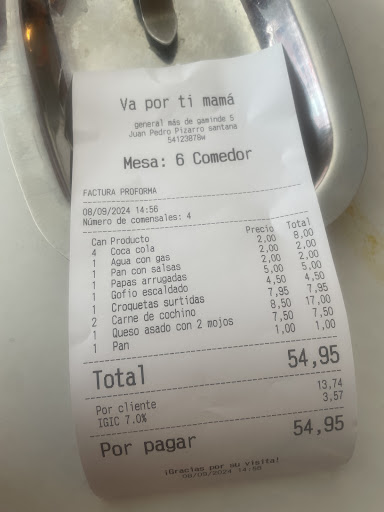 Va por ti mamá
general más de gaminde 5
Juan Pedro Pizarro santana
54123878w
Mesa: 6 Comedor
FACTURA PROFORMA
08/09/2024 14:56
Número de comensales: 4
Can Producto Precio Total
4 Coca cola 2,00 8,00
1 Agua con gas 2,00 2,00
1 Pan con salsas 2,00 2,00
1 Papas arrugadas 5,00 5,00
1 Gofio escaldado 4,50 4,50
1 Croquetas surtidas 7,95 7,95
2 Carne de cochino 8,50 17,00
1 Queso asado con 2 mojos 7,50 7,50
1 Pan 1,00 1,00
Total 54,95
Por cliente 13,74
IGIC 7.0% 3,57
Por pagar 54,95
¡Gracias por su visita!
08/09/2024 14:56